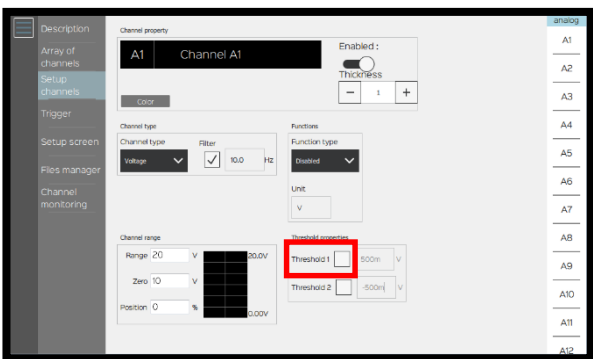 Description
Array of
channels
Setup
channels
Trigger
Setup screen
Files manager
Channel
monitoring
Channel property
A1 Channel A1
Color
Enabled :
Thickness
− 1 +
Channel type
Channel type
Filter
Voltage
10.0 Hz
Functions
Function type
Disabled
Unit
V
Channel range
Range 20 V
Zero 10 V
Position 0 %
20.0V
0.00V
Threshold properties
Threshold 1 500m V
Threshold 2 -500m V
analog
A1
A2
A3
A4
A5
A6
A7
A8
A9
A10
A11
A12